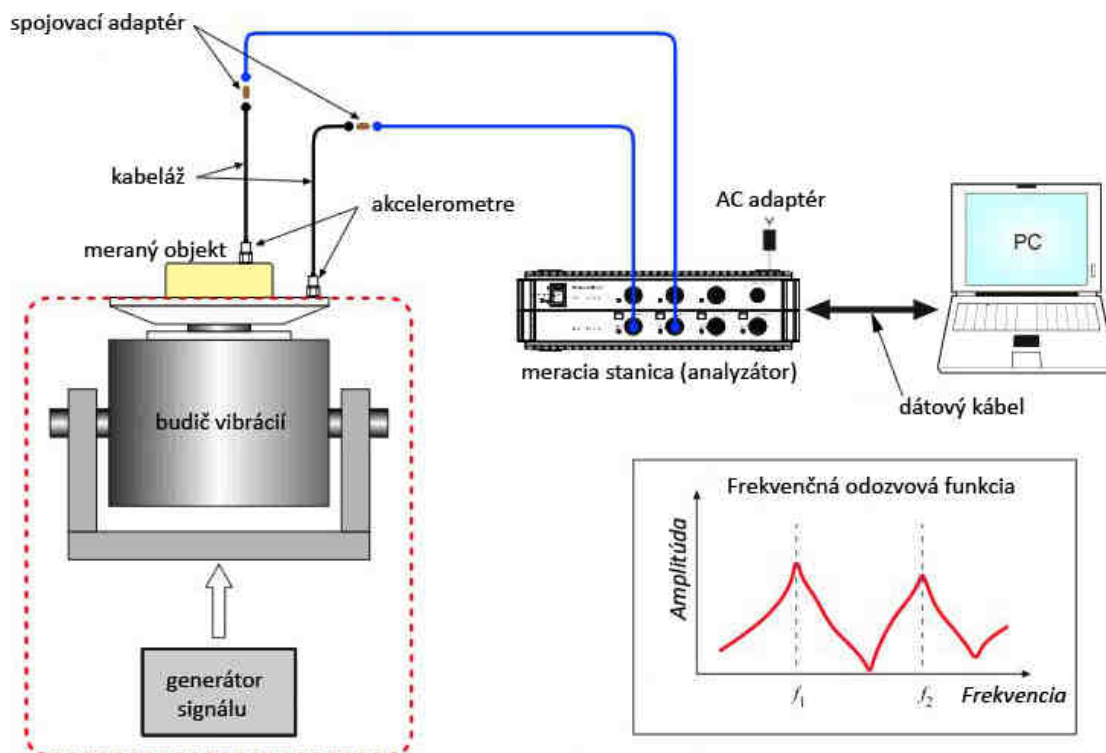 spojovací adaptér
kabeláž
akcelerometre
meraný objekt
AC adaptér
PC
meracia stanica (analyzátor)
dátový kábel
budič vibrácií
generátor
signálu
Frekvenčná odozvová funkcia
Amplitúda
f1
f2
Frekvencia